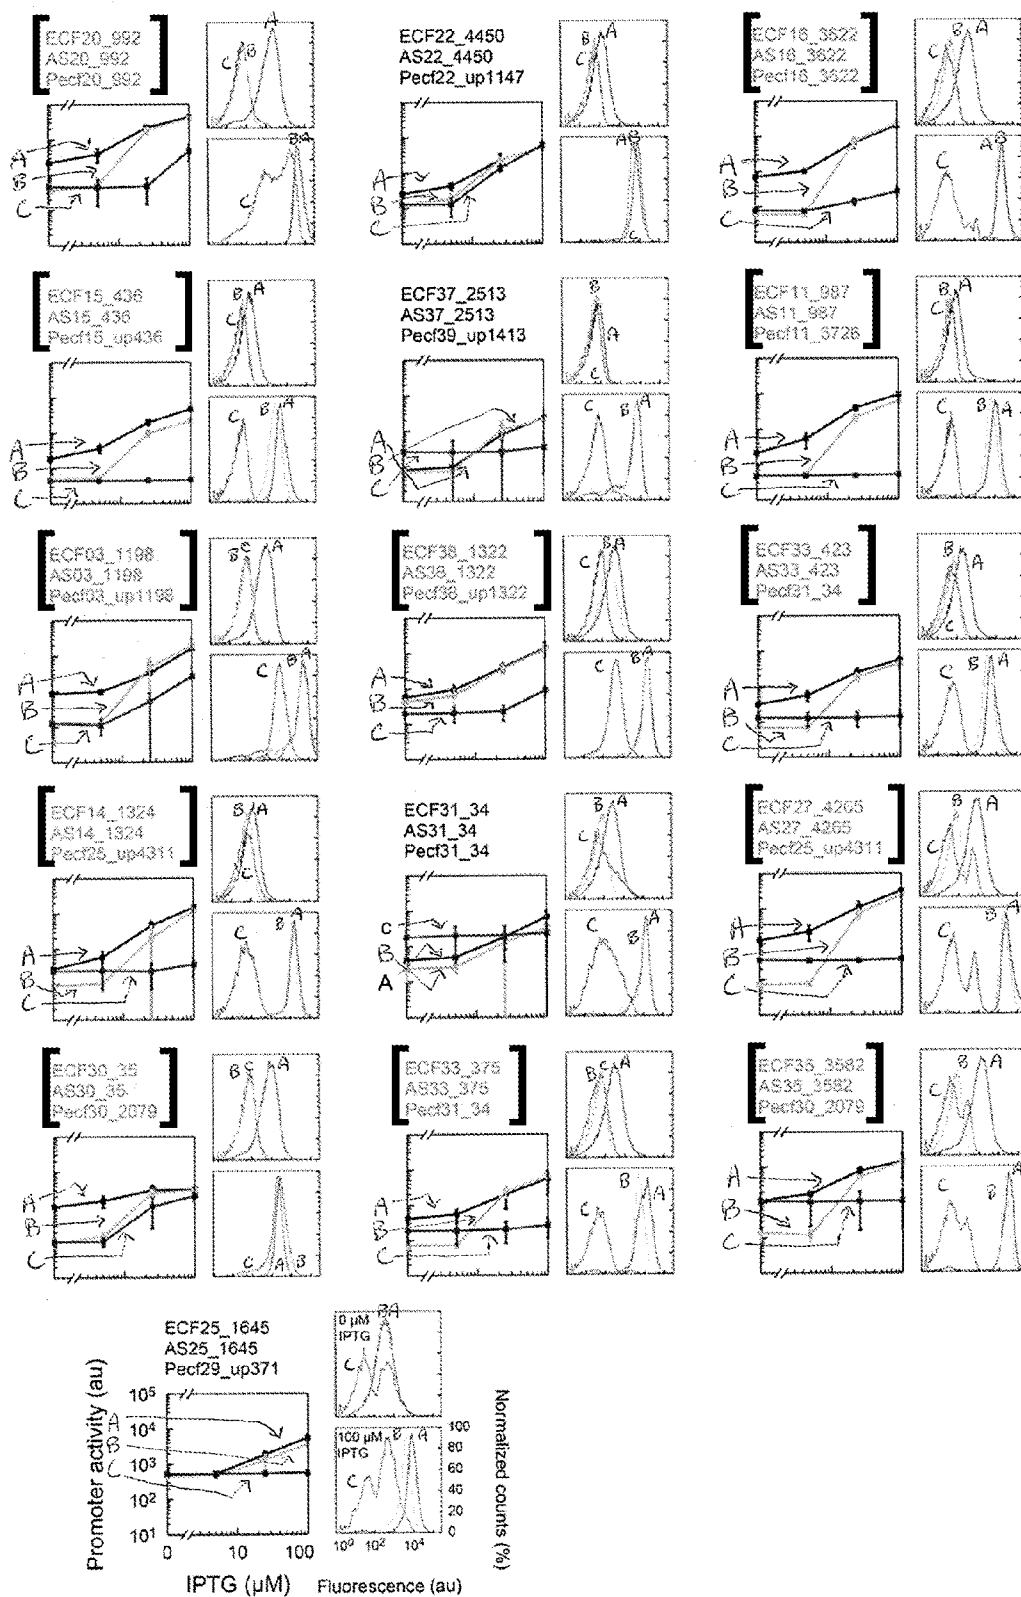 ECF20_992
AS20_992
Pecf20_992
A
B
C
C B A
C B A
ECF22_4450
AS22_4450
Pecf22_up1147
A
B
C
B A
C
A B
C
ECF16_3622
AS16_3622
Pecf16_3622
A
B
C
B A
C
C A B
ECF15_436
AS15_436
Pecf15_up436
A
B
C
B A
C
C B A
ECF37_2513
AS37_2513
Pecf39_up1413
A
C
B
A
C
C B A
ECF11_987
AS11_987
Pecf11_3726
A
B
C
B A
C
C B A
ECF03_1198
AS03_1198
Pecf03_up1198
A
B
C
B C A
C B A
ECF38_1322
AS38_1322
Pecf38_up1322
A
B
C
C B A
C B A
ECF33_423
AS33_423
Pecf31_34
A
B
C
B A
C
C B A
ECF14_1324
AS14_1324
Pecf25_up4311
A
B
C
B A
C
C B A
ECF31_34
AS31_34
Pecf31_34
C
B
A
B A
C
C B A
ECF27_4265
AS27_4265
Pecf25_up4311
A
B
C
B A
C
C B A
ECF30_35
AS30_35
Pecf30_2079
A
B
C
B C A
C A B
ECF33_375
AS33_375
Pecf31_34
A
B
C
B C A
C B A
ECF35_3582
AS35_3582
Pecf30_2079
A
B
C
B A
C
C B A
ECF25_1645
AS25_1645
Pecf29_up371
Promoter activity (au)
10⁵
10⁴
10³
10²
10¹
A
B
C
0 10 100
IPTG (µM)
0 µM
IPTG
B A
C
100 µM
IPTG
C B A
100
80
60
40
20
0
10⁰ 10² 10⁴
Fluorescence (au)
Normalized counts (%)